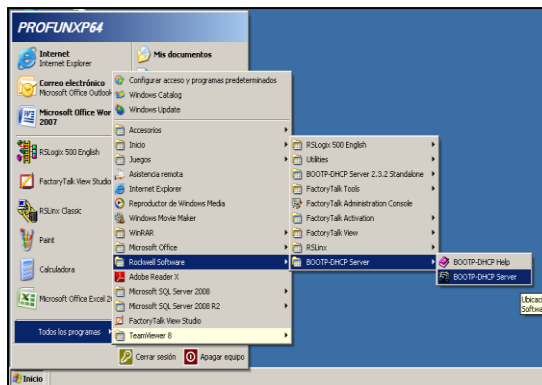 PROFUNXP64
Internet
Internet Explorer
Correo electrónico
Microsoft Office Outlook
Microsoft Office Wor
2007
RSLogix 500 English
FactoryTalk View Studio
RSLinx Classic
Paint
Calculadora
Microsoft Office Excel 20
Todos los programas
Mis documentos
Configurar acceso y programas predeterminados
Windows Catalog
Windows Update
Accesorios
Inicio
Juegos
Asistencia remota
Internet Explorer
Reproductor de Windows Media
Windows Movie Maker
WinRAR
Microsoft Office
Rockwell Software
Adobe Reader X
Microsoft SQL Server 2008
Microsoft SQL Server 2008 R2
FactoryTalk View Studio
TeamViewer 8
RSLogix 500 English
Utilities
BOOTP-DHCP Server 2.3.2 Standalone
FactoryTalk Tools
FactoryTalk Administration Console
FactoryTalk Activation
FactoryTalk View
RSLinx
BOOTP-DHCP Server
BOOTP-DHCP Help
BOOTP-DHCP Server
Ubicac
Softwa
Cerrar sesión
Apagar equipo
Inicio